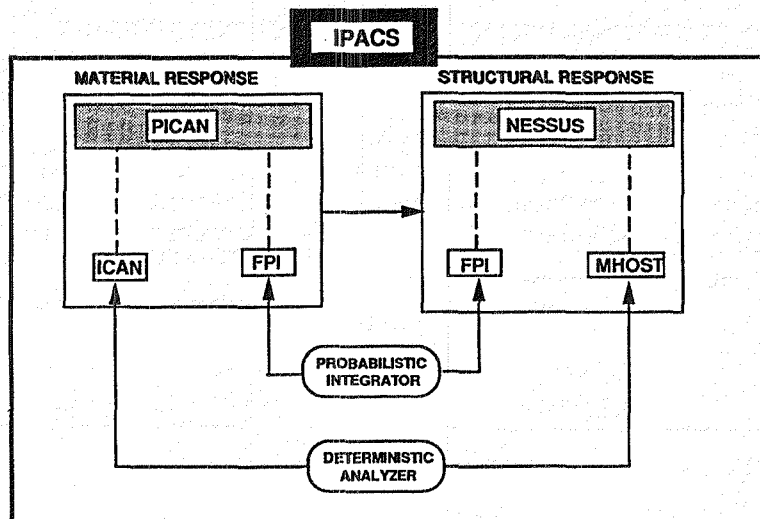 IPACS
MATERIAL RESPONSE
STRUCTURAL RESPONSE
PICAN
NESSUS
ICAN
FPI
FPI
MHOST
PROBABILISTIC
INTEGRATOR
DETERMINISTIC
ANALYZER